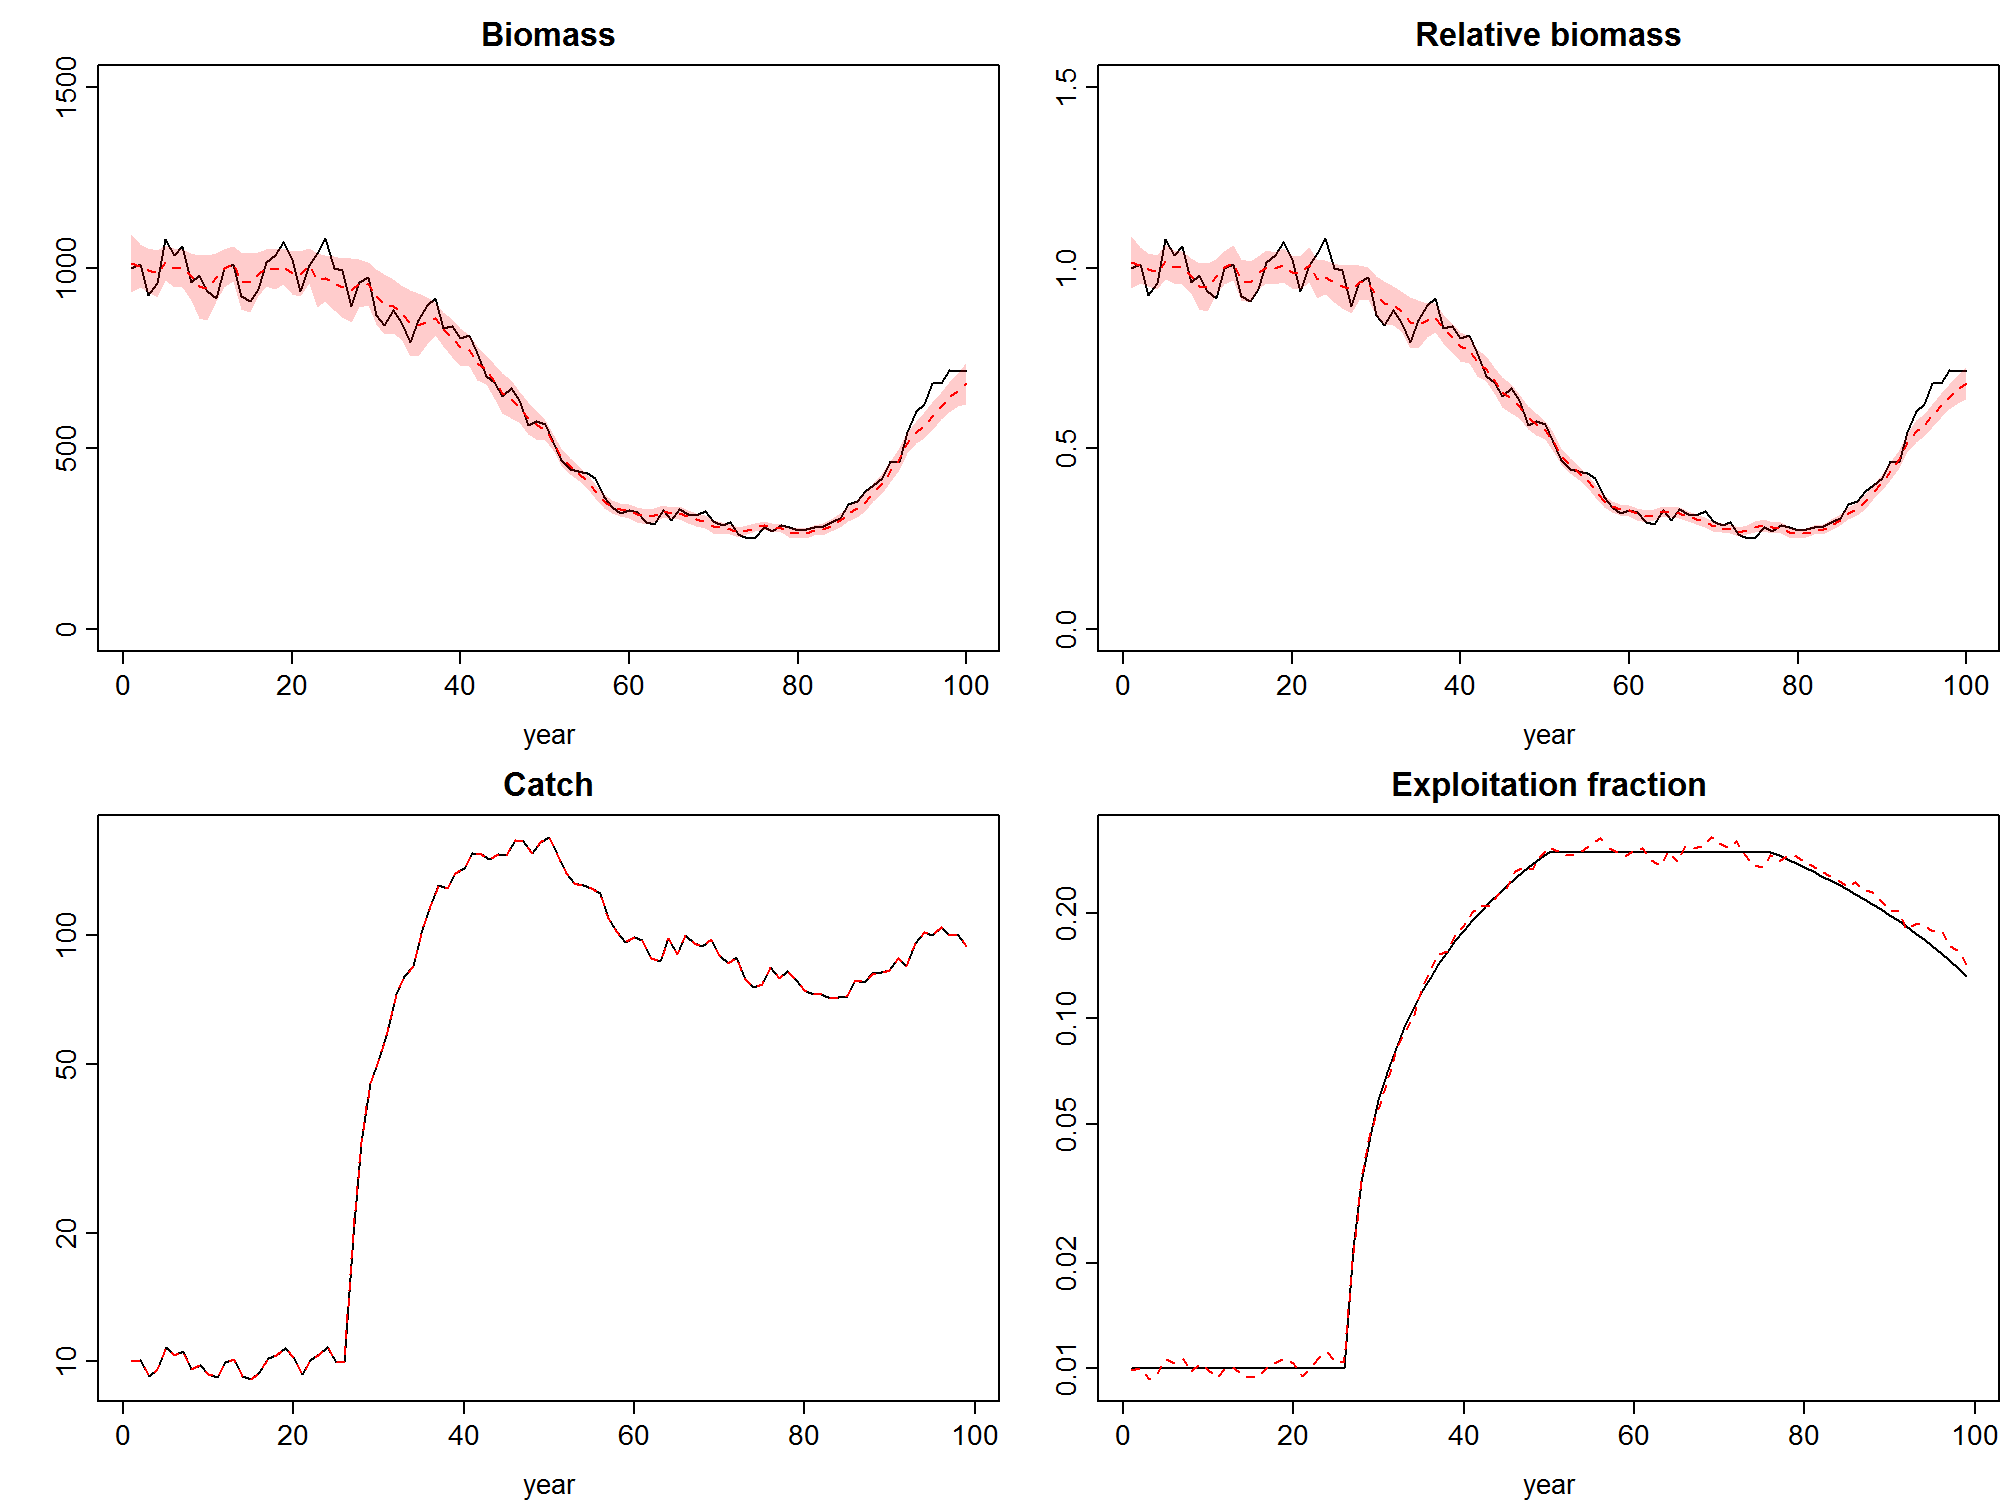 Biomass
1500
1000
500
0
0 20 40 60 80 100
year
Relative biomass
1.5
1.0
0.5
0.0
0 20 40 60 80 100
year
Catch
100
50
20
10
0 20 40 60 80 100
year
Exploitation fraction
0.20
0.10
0.05
0.02
0.01
0 20 40 60 80 100
year